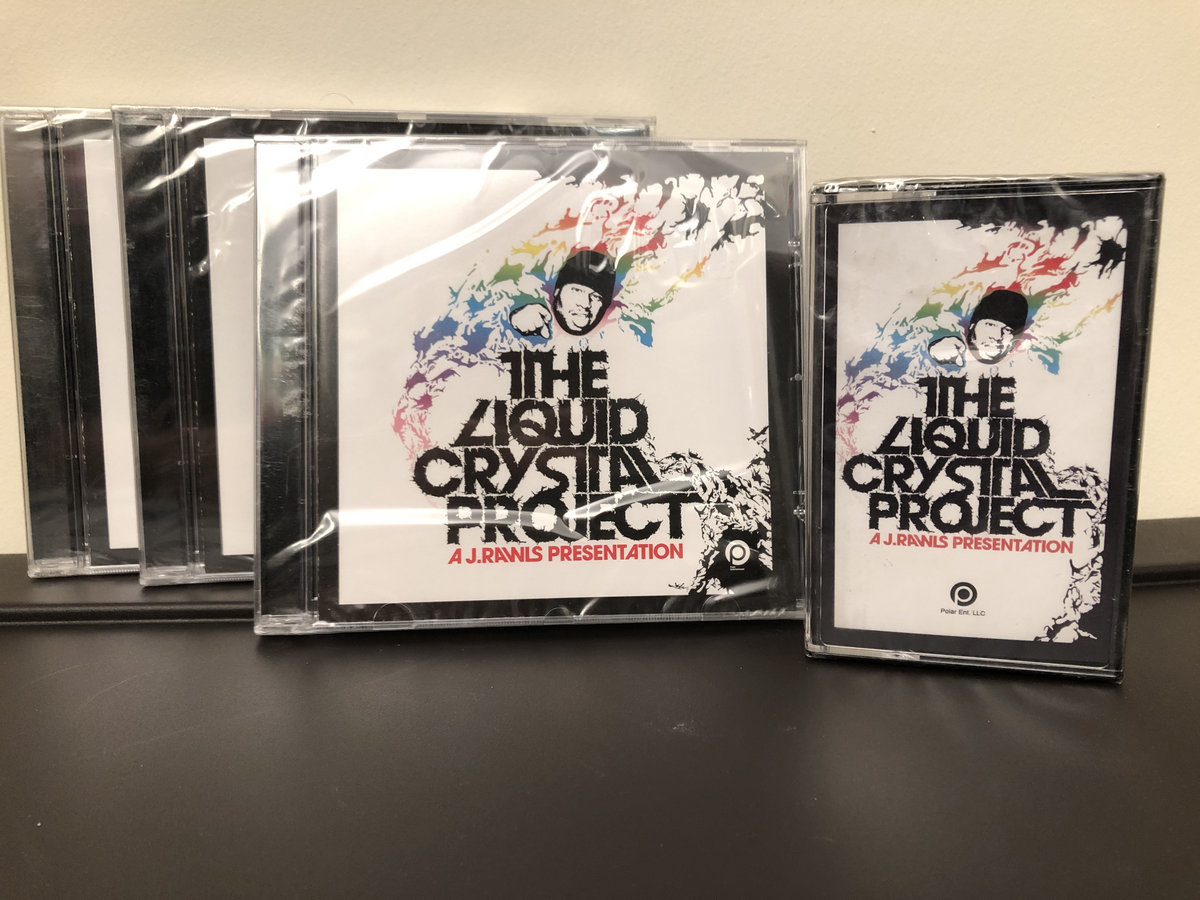 THE
LIQUID
CRYSTAL
PROJECT
A J.RAWLS PRESENTATION
THE
LIQUID
CRYSTAL
PROJECT
A J.RAWLS PRESENTATION
Polar Ent. LLC